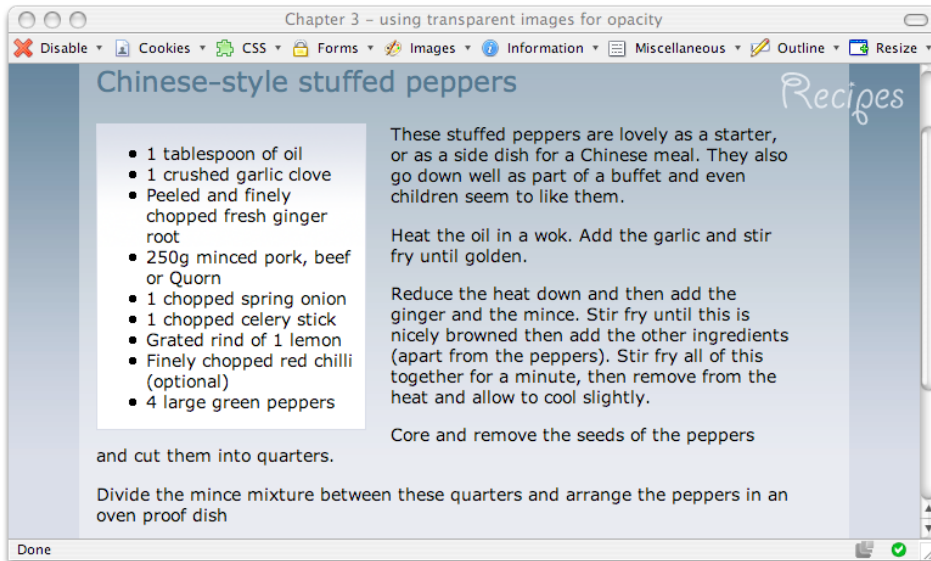 Chapter 3 – using transparent images for opacity
Disable Cookies CSS Forms Images Information Miscellaneous Outline Resize
Chinese-style stuffed peppers
Recipes
• 1 tablespoon of oil
• 1 crushed garlic clove
• Peeled and finely
chopped fresh ginger
root
• 250g minced pork, beef
or Quorn
• 1 chopped spring onion
• 1 chopped celery stick
• Grated rind of 1 lemon
• Finely chopped red chilli
(optional)
• 4 large green peppers
These stuffed peppers are lovely as a starter,
or as a side dish for a Chinese meal. They also
go down well as part of a buffet and even
children seem to like them.
Heat the oil in a wok. Add the garlic and stir
fry until golden.
Reduce the heat down and then add the
ginger and the mince. Stir fry until this is
nicely browned then add the other ingredients
(apart from the peppers). Stir fry all of this
together for a minute, then remove from the
heat and allow to cool slightly.
Core and remove the seeds of the peppers
and cut them into quarters.
Divide the mince mixture between these quarters and arrange the peppers in an
oven proof dish
Done